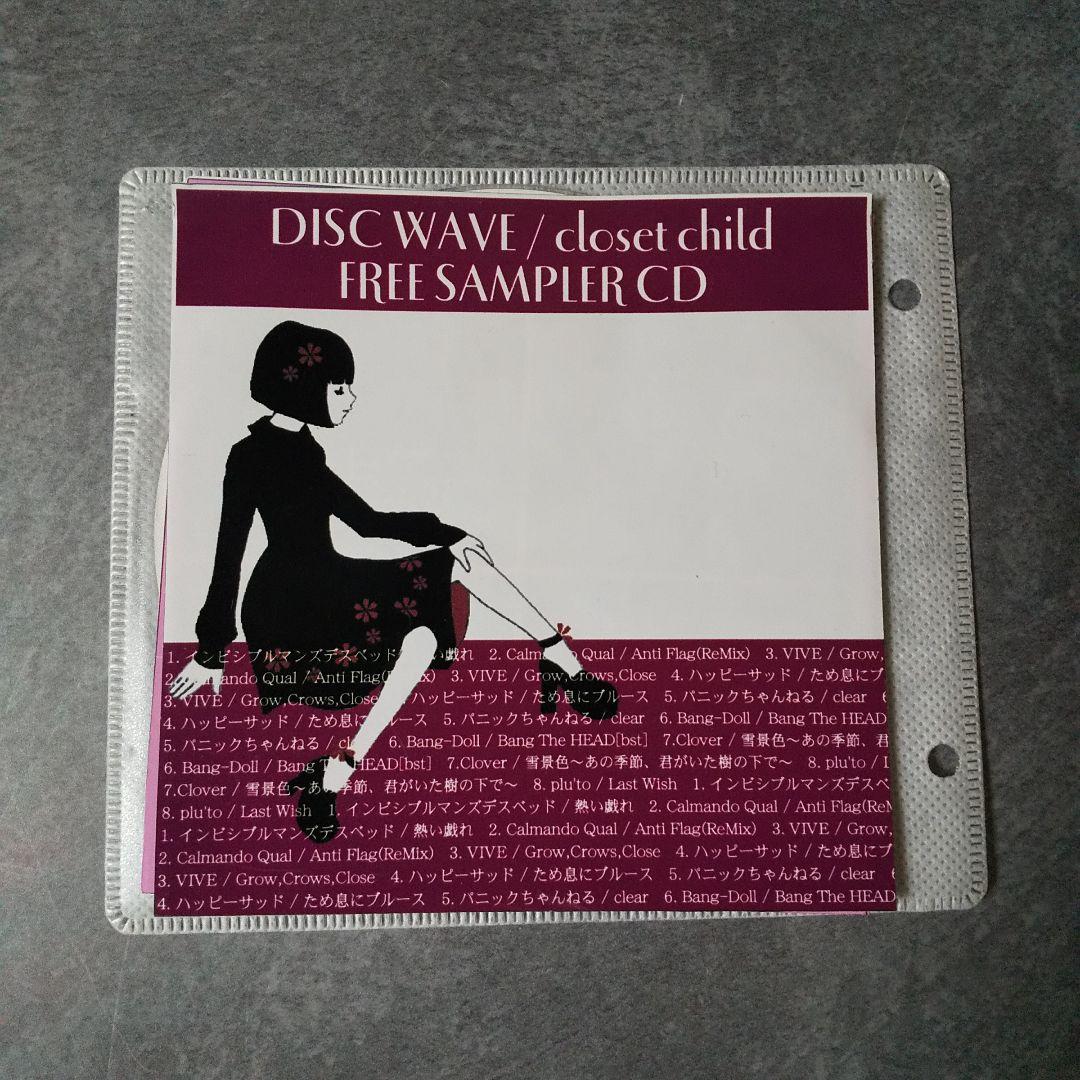 DISC WAVE / closet child
FREE SAMPLER CD
1. インビシブルマンズデスベッド / 熱い戯れ 2. Calmando Qual / Anti Flag(ReMix) 3. VIVE / Grow,
2. Calmando Qual / Anti Flag(ReMix) 3. VIVE / Grow,Crows,Close 4. ハッピーサッド / ため息にブ
3. VIVE / Grow,Crows,Close 4. ハッピーサッド / ため息にブルース 5. パニックちゃんねる / clear 6
4. ハッピーサッド / ため息にブルース 5. パニックちゃんねる / clear 6. Bang-Doll / Bang The HEAD
5. パニックちゃんねる / clear 6. Bang-Doll / Bang The HEAD[bst] 7.Clover / 雪景色～あの季節、君
6. Bang-Doll / Bang The HEAD[bst] 7.Clover / 雪景色～あの季節、君がいた樹の下で～ 8. plu'to / L
7.Clover / 雪景色～あの季節、君がいた樹の下で～ 8. plu'to / Last Wish 1. インビシブルマンズデスベ
8. plu'to / Last Wish 1. インビシブルマンズデスベッド / 熱い戯れ 2. Calmando Qual / Anti Flag(ReM
1. インビシブルマンズデスベッド / 熱い戯れ 2. Calmando Qual / Anti Flag(ReMix) 3. VIVE / Grow,
2. Calmando Qual / Anti Flag(ReMix) 3. VIVE / Grow,Crows,Close 4. ハッピーサッド / ため息にブ
3. VIVE / Grow,Crows,Close 4. ハッピーサッド / ため息にブルース 5. パニックちゃんねる / clear 6
4. ハッピーサッド / ため息にブルース 5. パニックちゃんねる / clear 6. Bang-Doll / Bang The HEAD